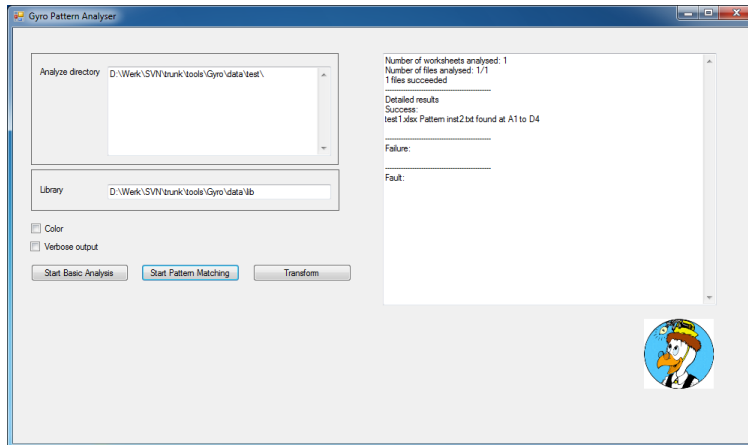 Gyro Pattern Analyser
Analyze directory
D:\Werk\SVN\trunk\tools\Gyro\data\test\
Library
D:\Werk\SVN\trunk\tools\Gyro\data\lib
Color
Verbose output
Start Basic Analysis
Start Pattern Matching
Transform
Number of worksheets analysed: 1
Number of files analysed: 1/1
1 files succeeded
----------------------------------------------
Detailed results
Success:
test1.xlsx Pattern inst2.txt found at A1 to D4
----------------------------------------------
Failure:
----------------------------------------------
Fault: